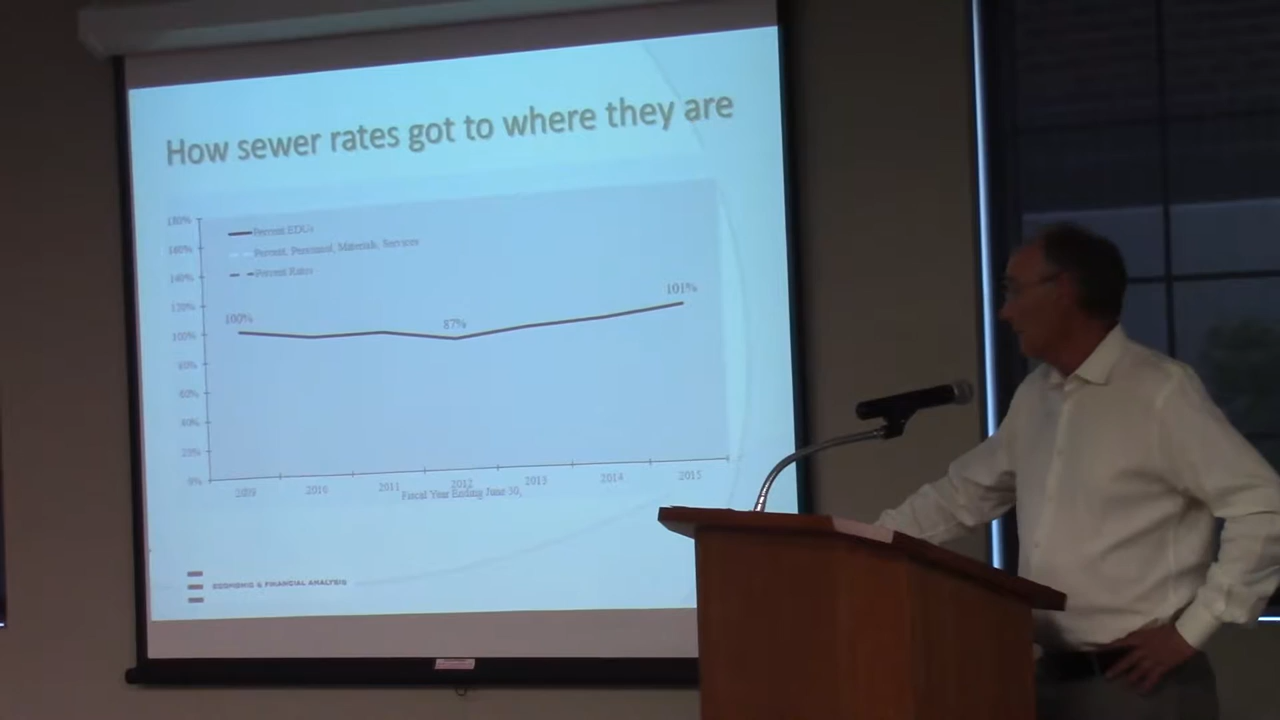 How sewer rates got to where they are
180%
160%
140%
120%
100%
80%
60%
40%
20%
0%
Percent EDUs
Percent, Personnel, Materials, Services
Percent Rates
100%
87%
101%
2009 2010 2011 2012 2013 2014 2015
Fiscal Year Ending June 30,
ECONOMIC & FINANCIAL ANALYSIS